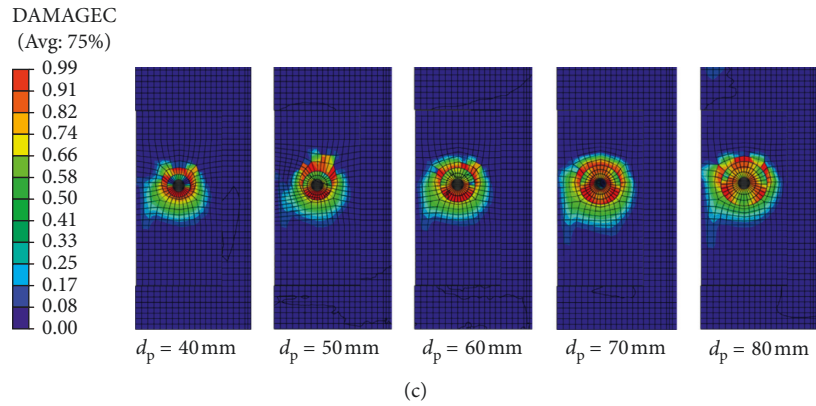 DAMAGEC
(Avg: 75%)
0.99
0.91
0.82
0.74
0.66
0.58
0.50
0.41
0.33
0.25
0.17
0.08
0.00
dp = 40 mm
dp = 50 mm
dp = 60 mm
dp = 70 mm
dp = 80 mm
(c)